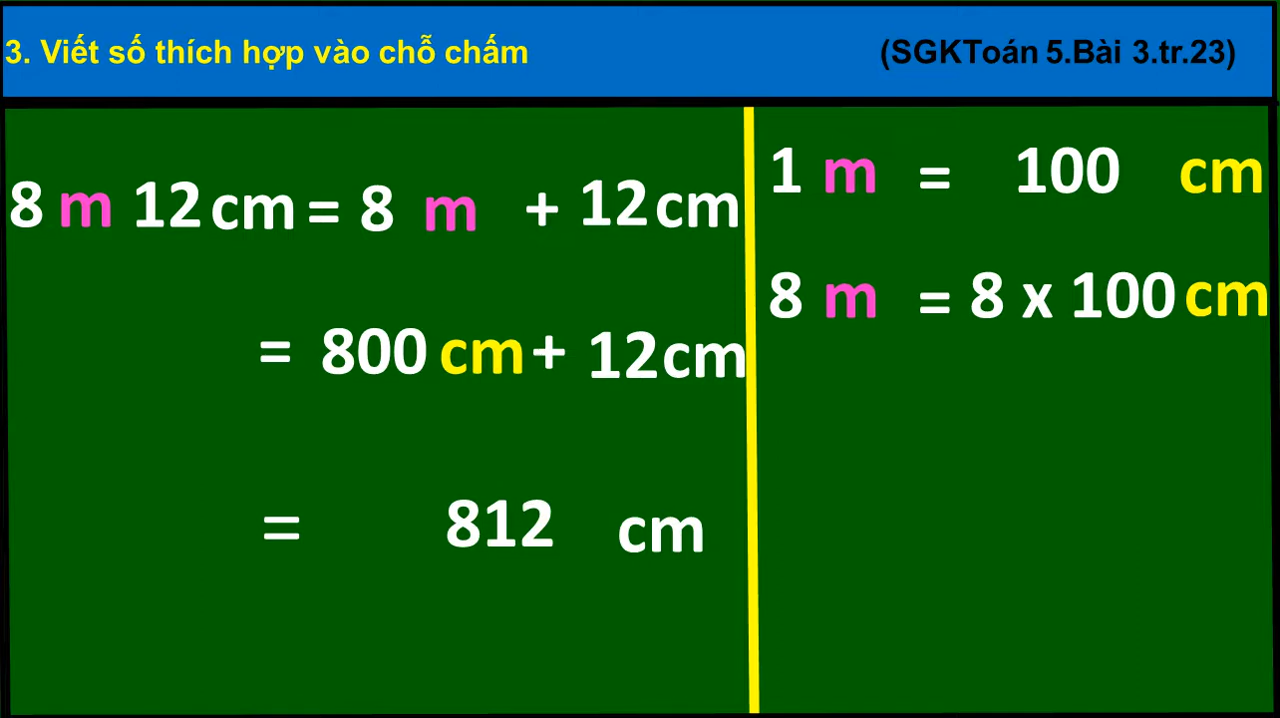 3. Viết số thích hợp vào chỗ chấm (SGKToán 5.Bài 3.tr.23)
8 m 12 cm = 8 m + 12 cm
= 800 cm + 12 cm
= 812 cm
1 m = 100 cm
8 m = 8 x 100 cm